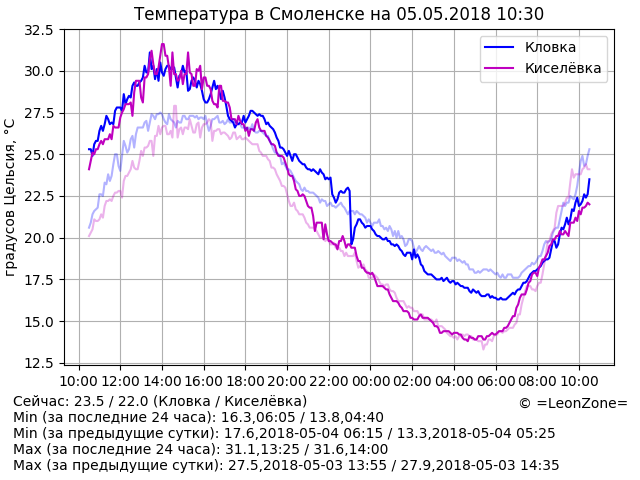 Температура в Смоленске на 05.05.2018 10:30
градусов Цельсия, °C
32.5
30.0
27.5
25.0
22.5
20.0
17.5
15.0
12.5
Кловка
Киселёвка
10:00 12:00 14:00 16:00 18:00 20:00 22:00 00:00 02:00 04:00 06:00 08:00 10:00
Сейчас: 23.5 / 22.0 (Кловка / Киселёвка)
© =LeonZone=
Min (за последние 24 часа): 16.3,06:05 / 13.8,04:40
Min (за предыдущие сутки): 17.6,2018-05-04 06:15 / 13.3,2018-05-04 05:25
Max (за последние 24 часа): 31.1,13:25 / 31.6,14:00
Max (за предыдущие сутки): 27.5,2018-05-03 13:55 / 27.9,2018-05-03 14:35